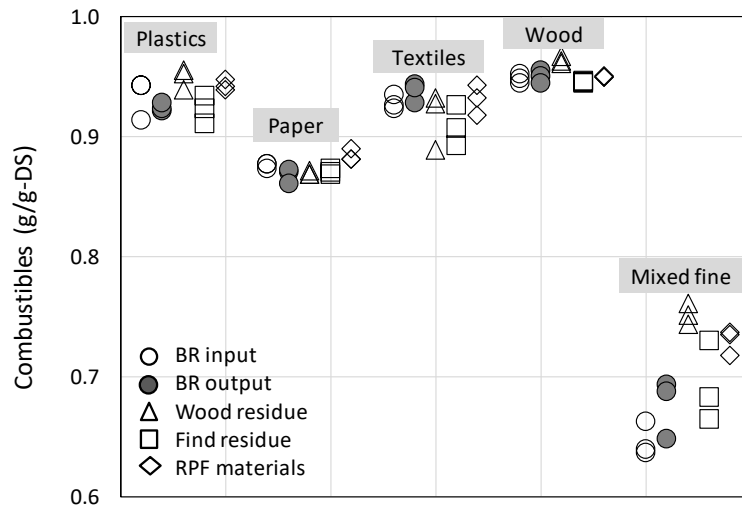 1.0
Plastics
Wood
Textiles
0.9
Paper
Combustibles (g/g-DS)
0.8
Mixed fine
BR input
BR output
0.7
Wood residue
Find residue
RPF materials
0.6